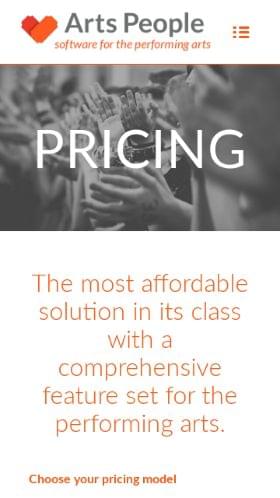 Arts People
software for the performing arts
PRICING
The most affordable
solution in its class
with a
comprehensive
feature set for the
performing arts.
Choose your pricing model